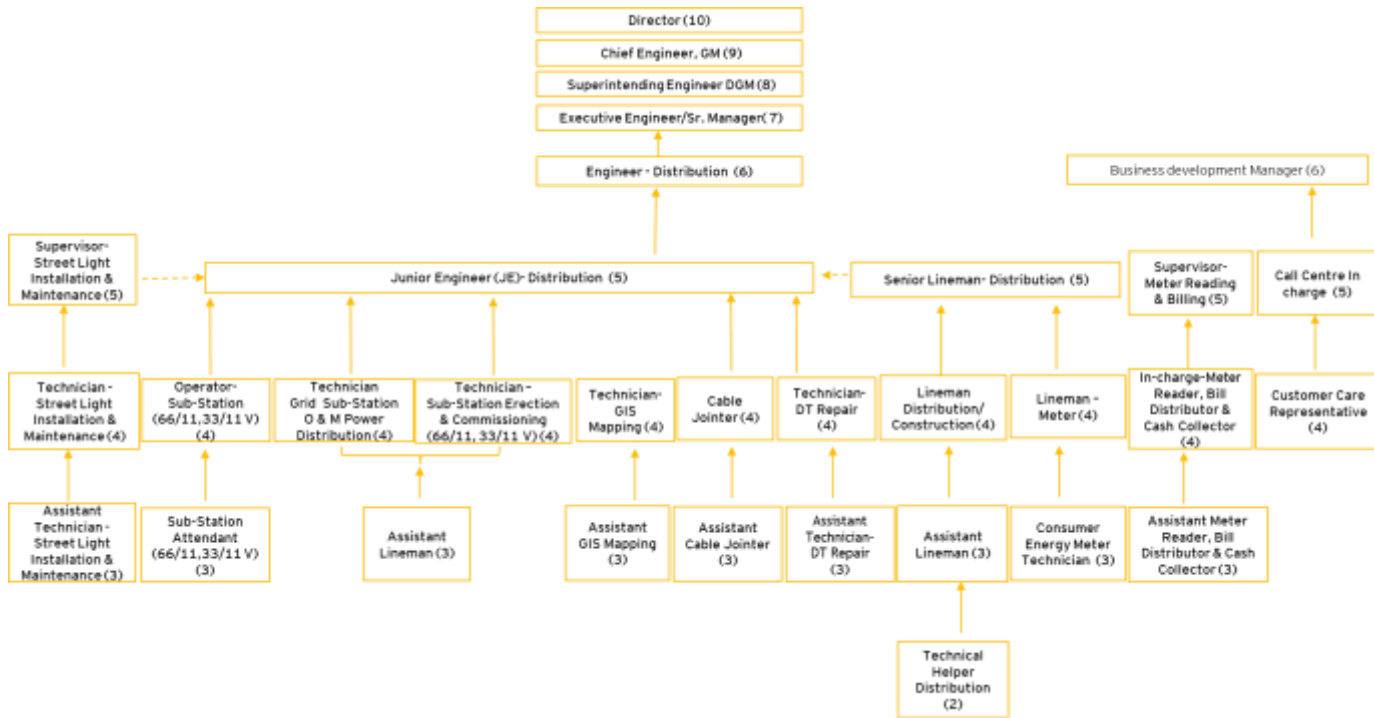 Director (10)
Chief Engineer, GM (9)
Superintending Engineer DGM (8)
Executive Engineer/Sr. Manager( 7)
Engineer - Distribution (6)
Business development Manager (6)
Supervisor-
Street Light
Installation &
Maintenance (5)
Junior Engineer (JE)- Distribution (5)
Senior Lineman- Distribution (5)
Supervisor-
Meter Reading
& Billing (5)
Call Centre In
charge (5)
Technician -
Street Light
Installation &
Maintenance (4)
Operator-
Sub-Station
(66/11,33/11 V)
(4)
Technician
Grid Sub-Station
O & M Power
Distribution (4)
Technician -
Sub-Station Erection
& Commissioning
(66/11, 33/11 V) (4)
Technician-
GIS
Mapping (4)
Cable
Jointer (4)
Technician-
DT Repair
(4)
Lineman
Distribution/
Construction (4)
Lineman -
Meter (4)
In-charge-Meter
Reader, Bill
Distributor &
Cash Collector
(4)
Customer Care
Representative
(4)
Assistant
Technician -
Street Light
Installation &
Maintenance (3)
Sub-Station
Attendant
(66/11,33/11 V)
(3)
Assistant
Lineman (3)
Assistant
GIS Mapping
(3)
Assistant
Cable Jointer
(3)
Assistant
Technician-
DT Repair
(3)
Assistant
Lineman (3)
Consumer
Energy Meter
Technician (3)
Assistant Meter
Reader, Bill
Distributor & Cash
Collector (3)
Technical
Helper
Distribution
(2)